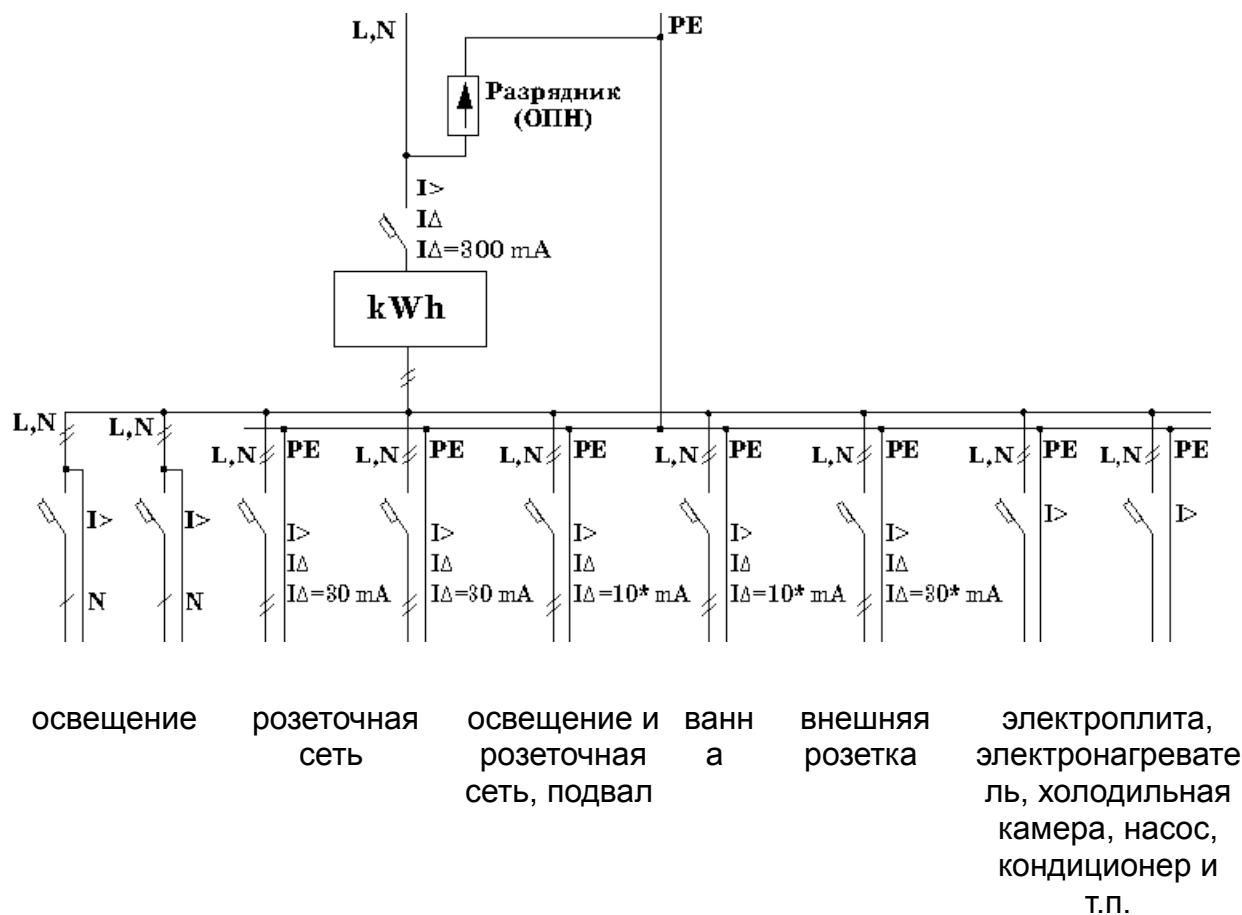 L,N
PE
Разрядник
(ОПН)
I>
IΔ
IΔ=300 mA
kWh
L,N
L,N
L,N
PE
L,N
PE
L,N
PE
L,N
PE
L,N
PE
L,N
PE
L,N
PE
I>
I>
I>
I>
I>
I>
I>
I>
I>
IΔ
IΔ
IΔ
IΔ
IΔ
N
N
IΔ=30 mA
IΔ=30 mA
IΔ=10* mA
IΔ=10* mA
IΔ=30* mA
освещение
розеточная
сеть
освещение и
розеточная
сеть, подвал
ванн
а
внешняя
розетка
электроплита,
электронагревате
ль, холодильная
камера, насос,
кондиционер и
т.п.